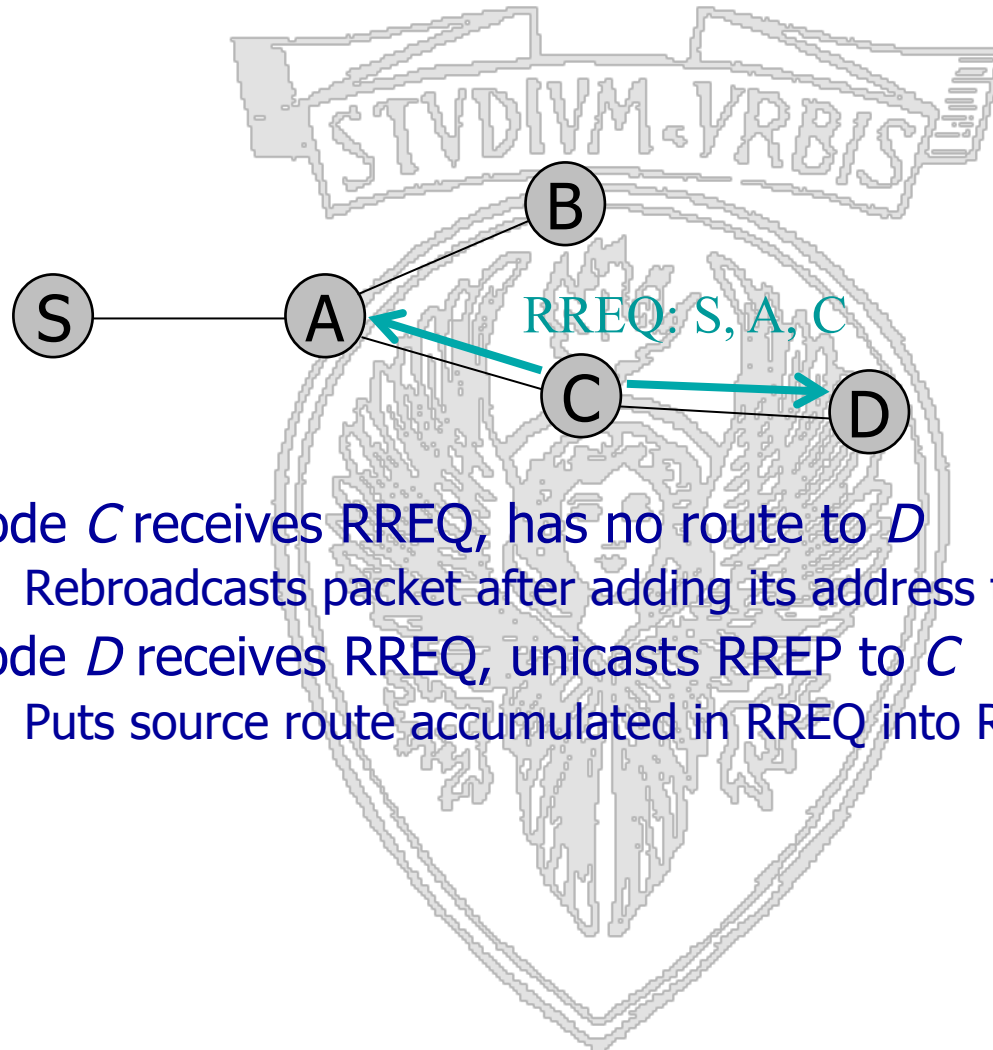 STVDIVM VRBIS
B
S
A
RREQ: S, A, C
C
D
ode C receives RREQ, has no route to D
Rebroadcasts packet after adding its address
ode D receives RREQ, unicasts RREP to C
Puts source route accumulated in RREQ into R